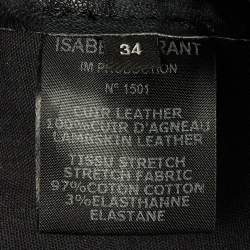 ISABEL MARANT
34
IM PRODUCTION
N° 1501
CUIR LEATHER
100%CUIR D'AGNEAU
LAMBSKIN LEATHER
TISSU STRETCH
STRETCH FABRIC
97%COTON COTTON
3%ELASTHANNE
ELASTANE